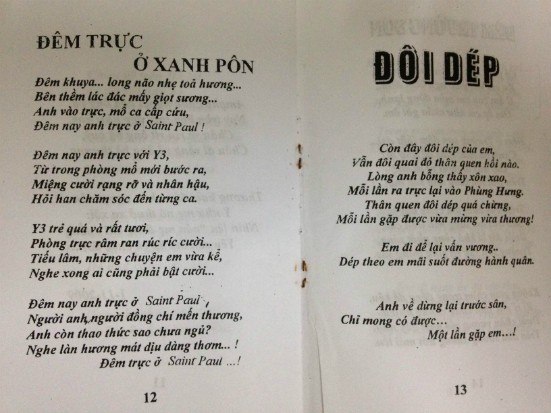 ĐÊM TRỰC
Ở XANH PÔN
Đêm khuya... long não nhẹ toả hương...
Bên thềm lác đác mấy giọt sương...
Anh vào trực, mổ ca cấp cứu,
Đêm nay anh trực ở Saint Paul !
Đêm nay anh trực với Y3,
Từ trong phòng mổ mới bước ra,
Miệng cười rạng rỡ và nhân hậu,
Hỏi han chăm sóc đến từng ca.
Y3 trẻ quá và rất tươi,
Phòng trực râm ran rúc ríc cười...
Tiếu lâm, những chuyện em vừa kể,
Nghe xong ai cũng phải bật cười...
Đêm nay anh trực ở Saint Paul,
Người anh, người đồng chí mến thương,
Anh còn thao thức sao chưa ngủ?
Nghe làn hương mát dịu dàng thơm... !
Đêm trực ở Saint Paul ...!
12
ĐÔI DÉP
Còn đây đôi dép của em,
Vẫn đôi quai đỏ thân quen hồi nào.
Lòng anh bỗng thấy xôn xao,
Mỗi lần ra trực lại vào Phùng Hưng.
Thân quen đôi dép quá chừng,
Mỗi lần gặp được vừa mừng vừa thương!
Em đi để lại vấn vương..
Dép theo em mãi suốt đường hành quân.
Anh về dừng lại trước sân,
Chỉ mong có được...
Một lần gặp em...!
13